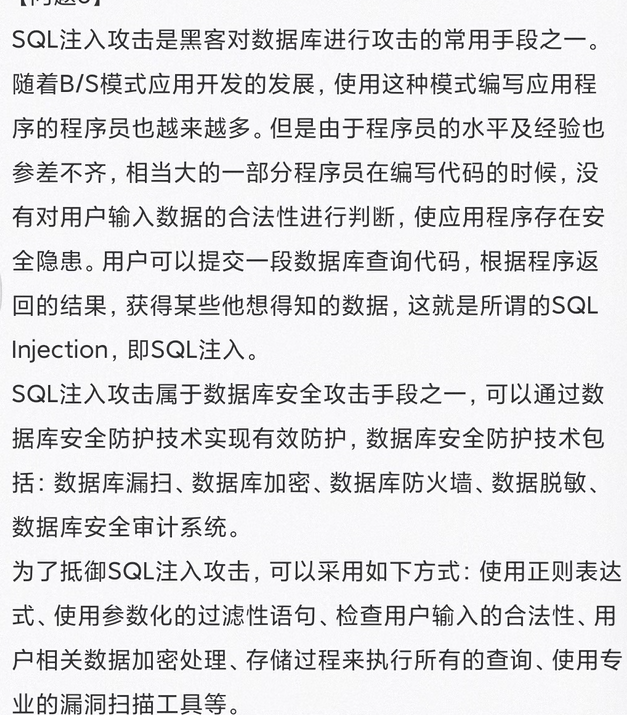 SQL注入攻击是黑客对数据库进行攻击的常用手段之一。
随着B/S模式应用开发的发展，使用这种模式编写应用程
序的程序员也越来越多。但是由于程序员的水平及经验也
参差不齐，相当大的一部分程序员在编写代码的时候，没
有对用户输入数据的合法性进行判断，使应用程序存在安
全隐患。用户可以提交一段数据库查询代码，根据程序返
回的结果，获得某些他想得知的数据，这就是所谓的SQL
Injection，即SQL注入。
SQL注入攻击属于数据库安全攻击手段之一，可以通过数
据库安全防护技术实现有效防护，数据库安全防护技术包
括：数据库漏扫、数据库加密、数据库防火墙、数据脱敏、
数据库安全审计系统。
为了抵御SQL注入攻击，可以采用如下方式：使用正则表达
式、使用参数化的过滤性语句、检查用户输入的合法性、用
户相关数据加密处理、存储过程来执行所有的查询、使用专
业的漏洞扫描工具等。